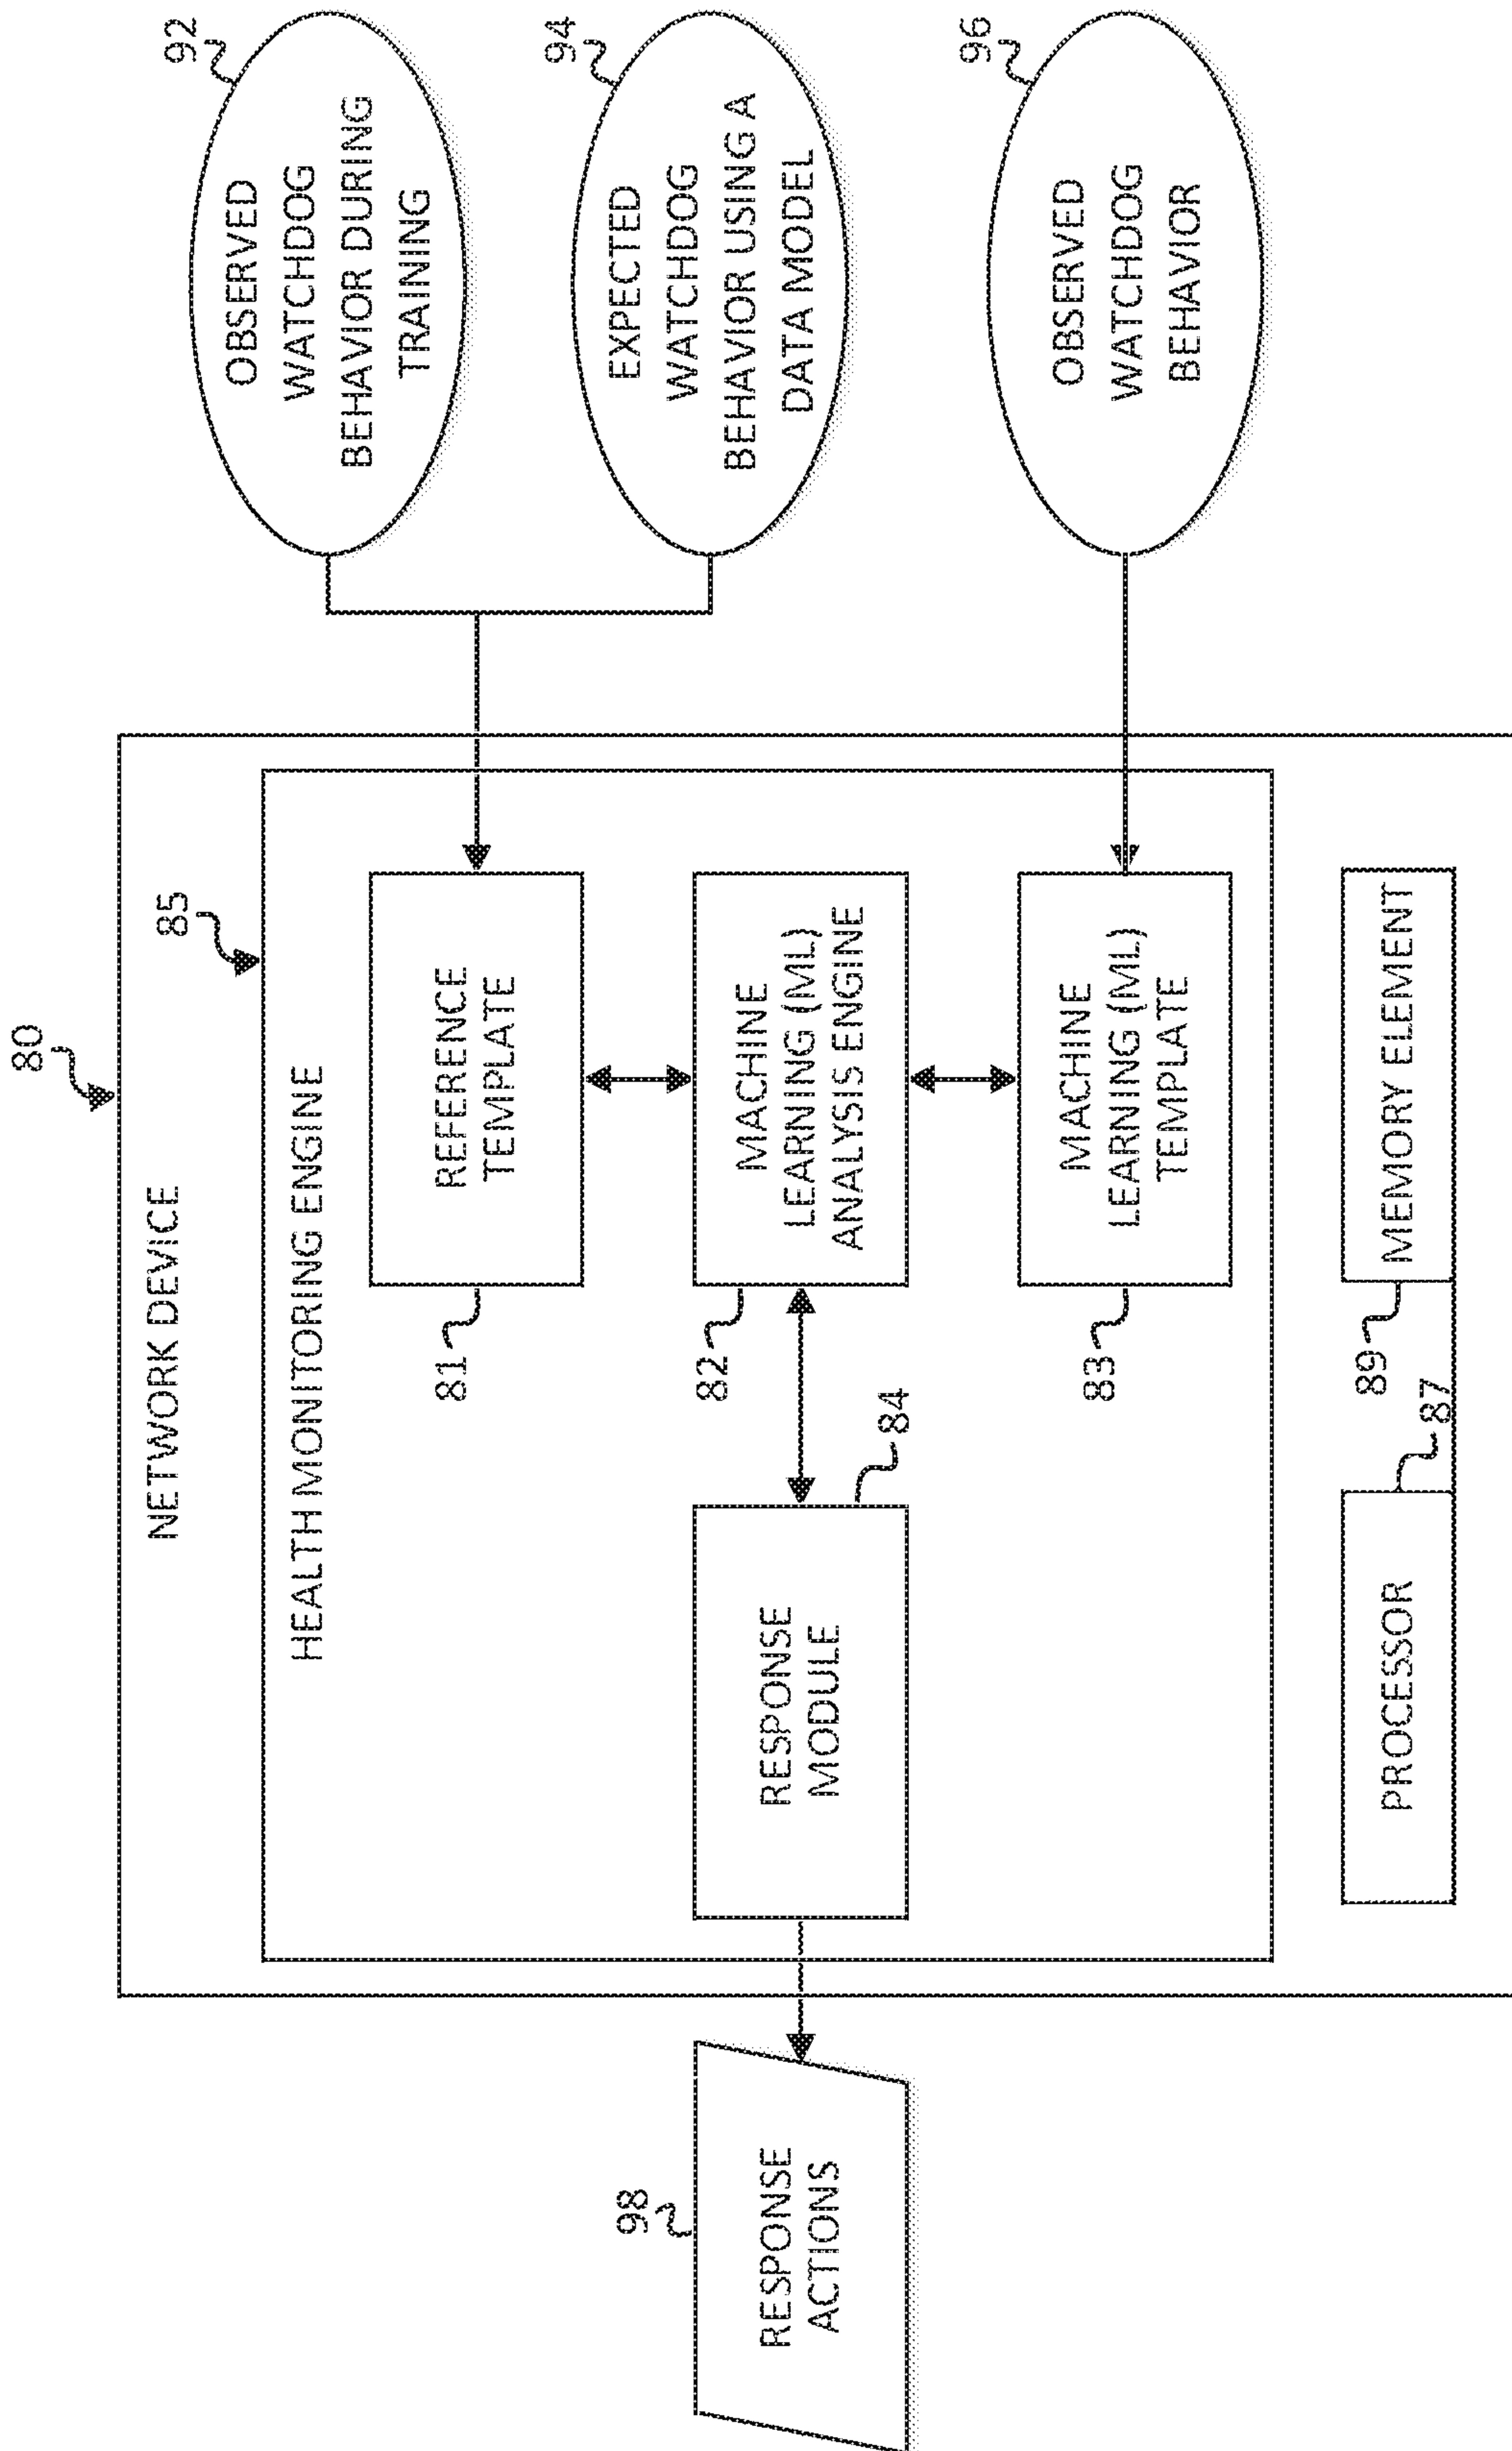 80
NETWORK DEVICE
85
HEALTH MONITORING ENGINE
92
OBSERVED
WATCHDOG
BEHAVIOR DURING
TRAINING
94
EXPECTED
WATCHDOG
BEHAVIOR USING A
DATA MODEL
96
OBSERVED
WATCHDOG
BEHAVIOR
REFERENCE
TEMPLATE
81
MACHINE
LEARNING (ML)
ANALYSIS ENGINE
82
MACHINE
LEARNING (ML)
TEMPLATE
83
RESPONSE
MODULE
84
98
RESPONSE
ACTIONS
PROCESSOR
87
MEMORY ELEMENT
89